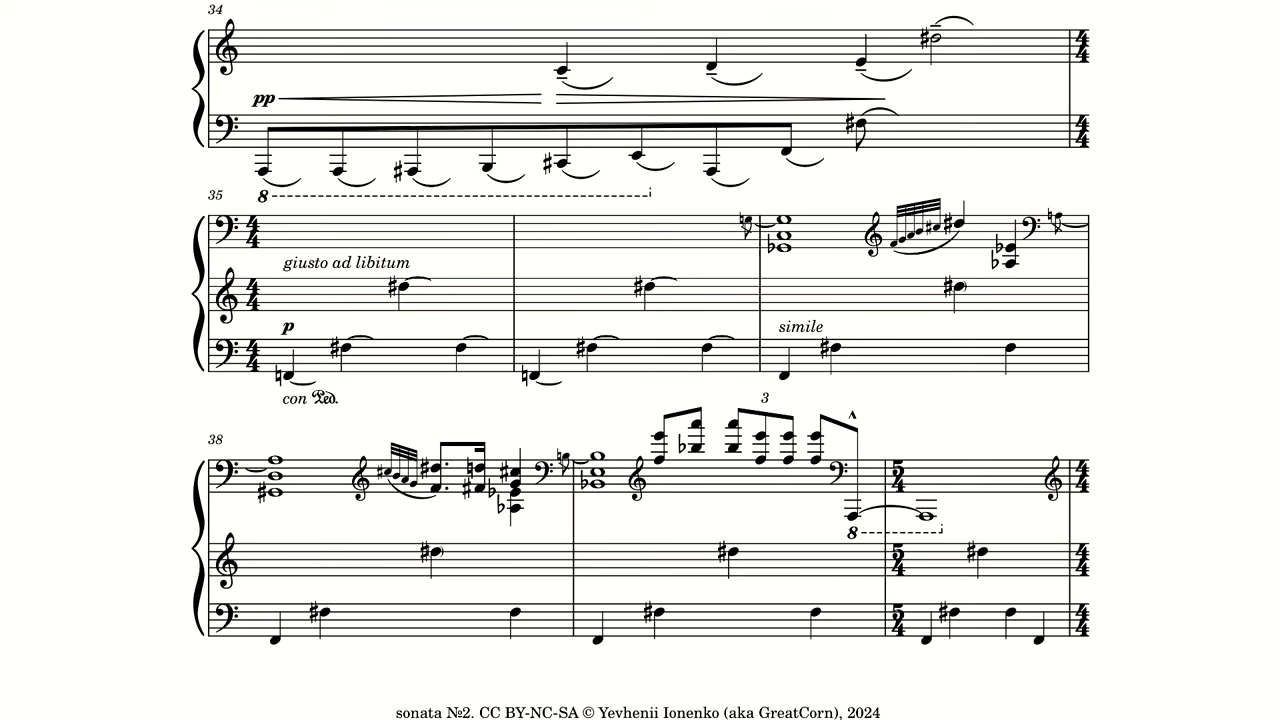 34
pp
8
35
giusto ad libitum
p
simile
con Ped.
3
38
8
sonata №2. CC BY-NC-SA © Yevhenii Ionenko (aka GreatCorn), 2024